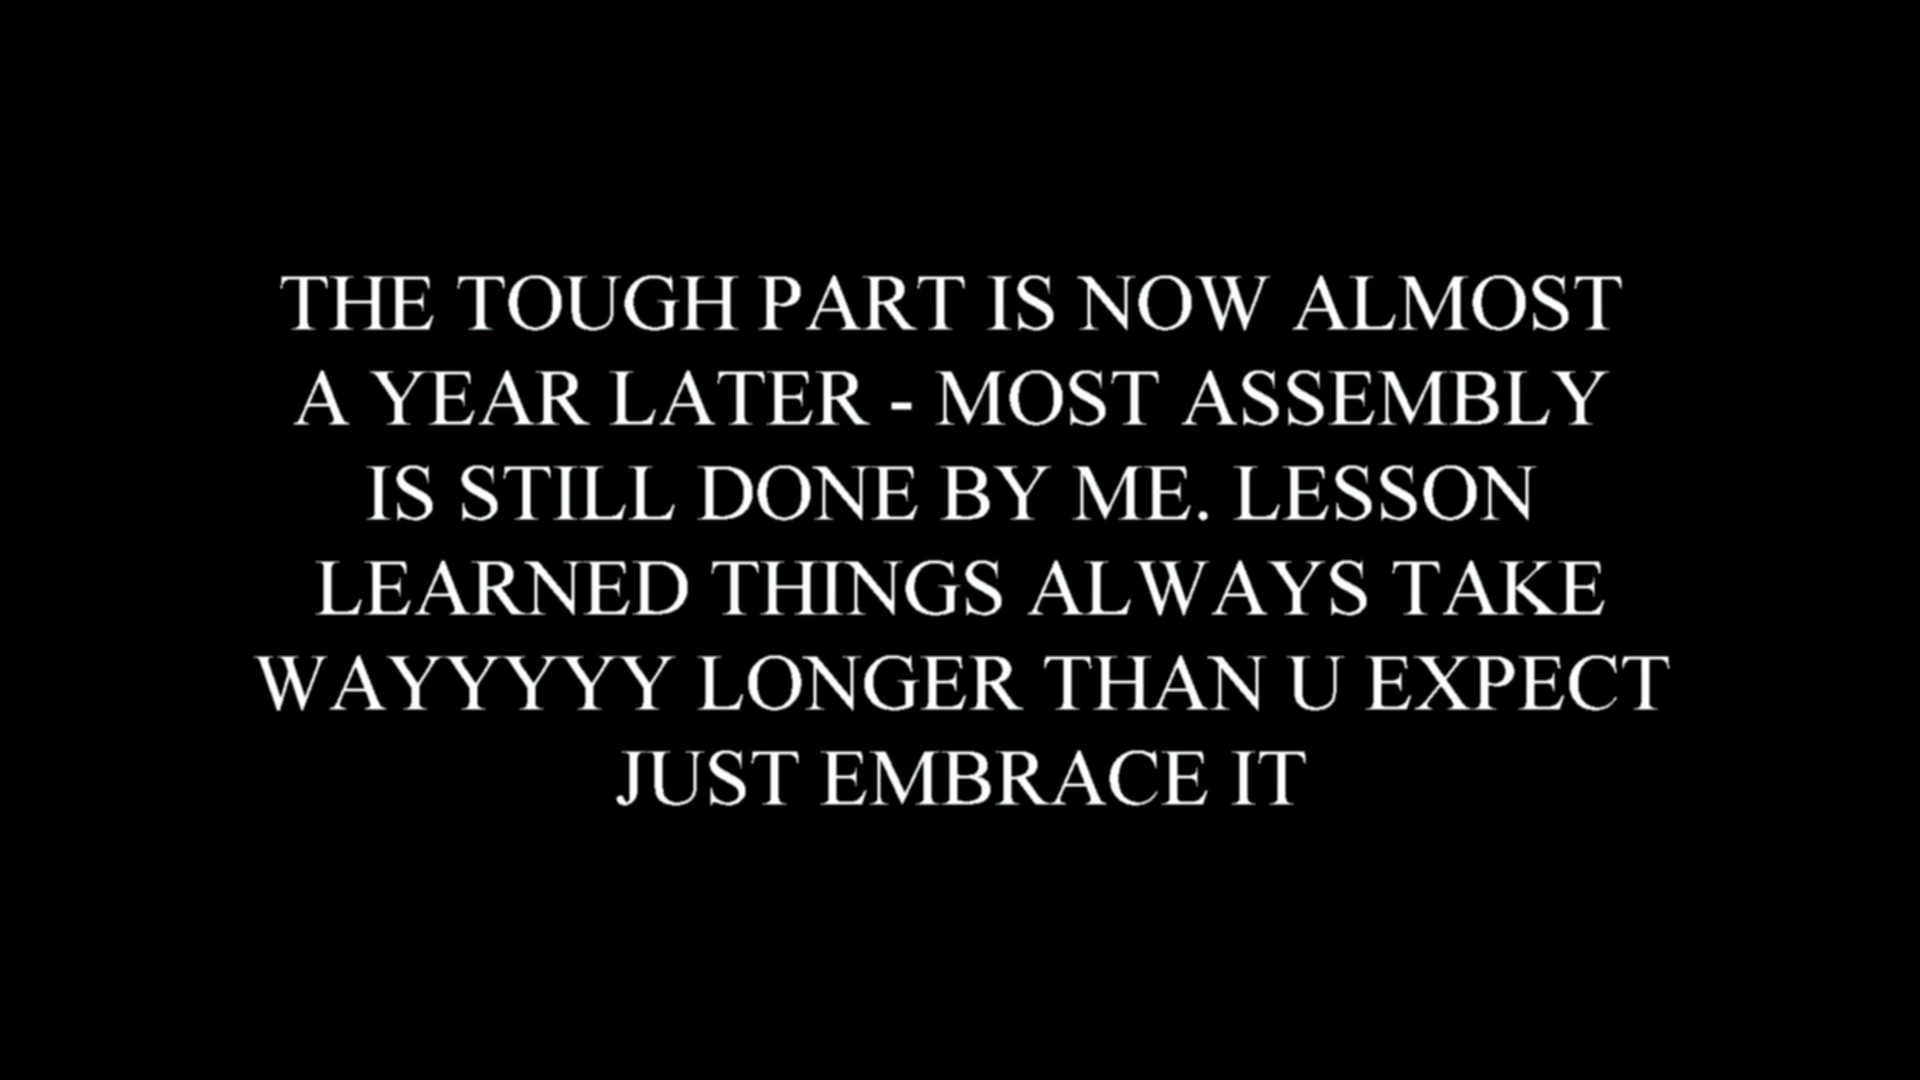 THE TOUGH PART IS NOW ALMOST
A YEAR LATER - MOST ASSEMBLY
IS STILL DONE BY ME. LESSON
LEARNED THINGS ALWAYS TAKE
WAYYYYYY LONGER THAN U EXPECT
JUST EMBRACE IT